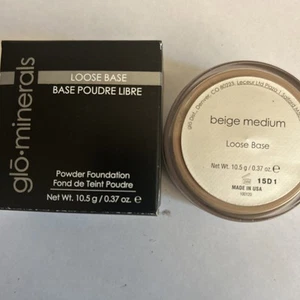 glō·minerals
LOOSE BASE
BASE POUDRE LIBRE
Powder Foundation
Fond de Teint Poudre
Net Wt. 10.5 g / 0.37 oz. e
beige medium
Loose Base
Net Wt. 10.5 g / 0.37 oz. e
15D1
MADE IN USA